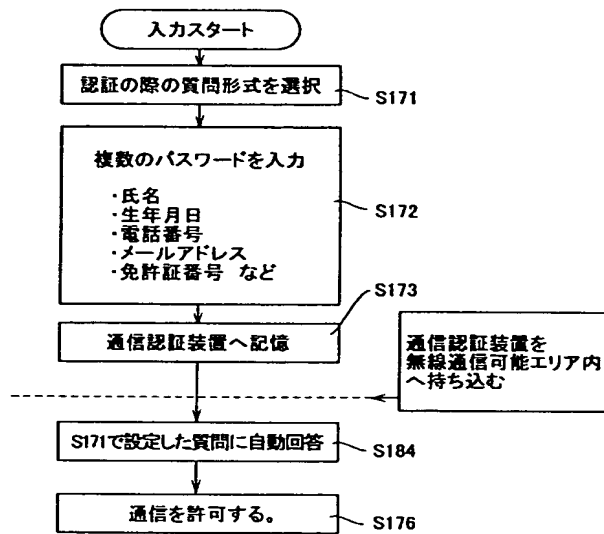 入力スタート
認証の際の質問形式を選択
S171
複数のパスワードを入力
・氏名
・生年月日
・電話番号
・メールアドレス
・免許証番号 など
S172
S173
通信認証装置へ記憶
通信認証装置を
無線通信可能エリア内
へ持ち込む
S171で設定した質問に自動回答
S184
通信を許可する。
S176